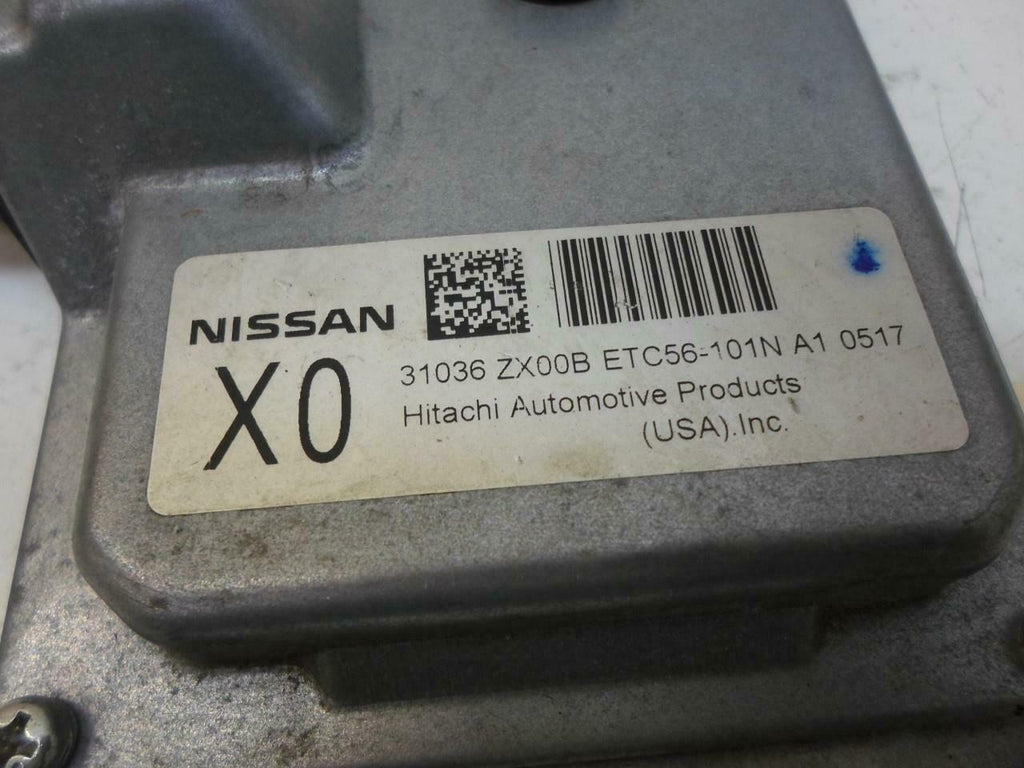 NISSAN
X0
31036 ZX00B ETC56-101N A1 0517
Hitachi Automotive Products
(USA).Inc.